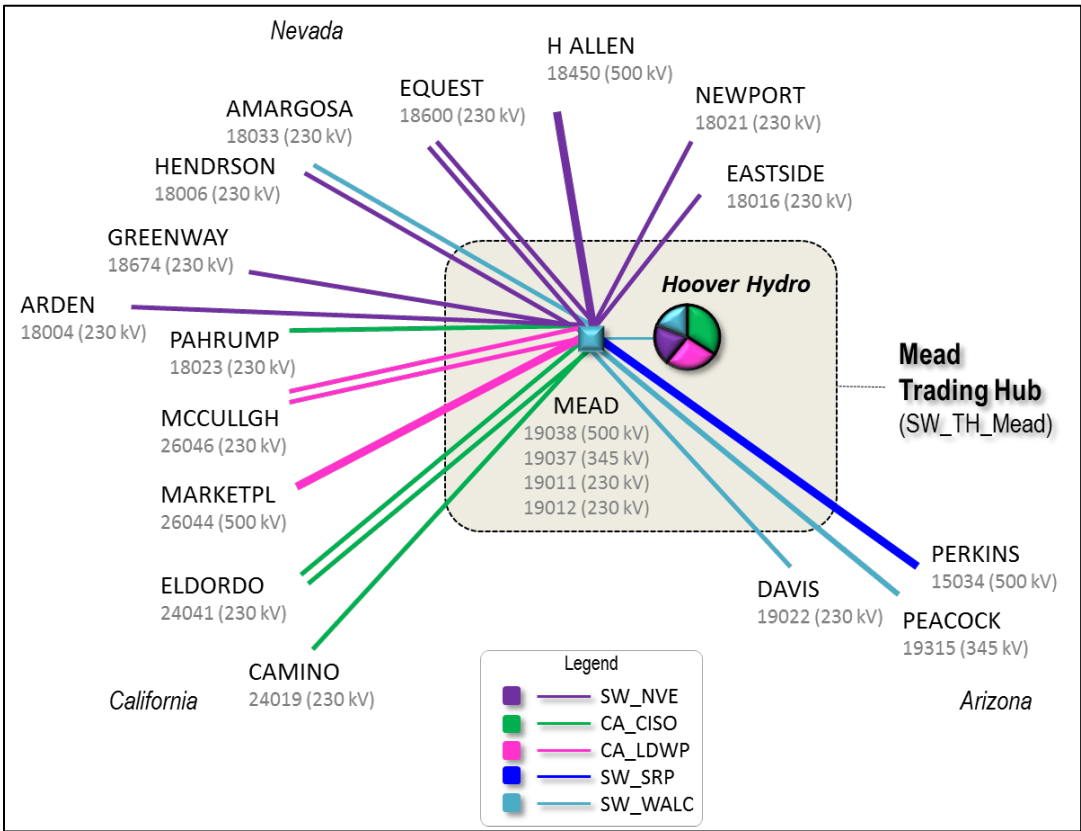 Nevada
H ALLEN
18450 (500 kV)
EQUEST
18600 (230 kV)
NEWPORT
18021 (230 kV)
AMARGOSA
18033 (230 kV)
HENDRSON
18006 (230 kV)
EASTSIDE
18016 (230 kV)
GREENWAY
18674 (230 kV)
ARDEN
18004 (230 kV)
PAHRUMP
18023 (230 kV)
Hoover Hydro
Mead
Trading Hub
(SW_TH_Mead)
MCCULLGH
26046 (230 kV)
MEAD
19038 (500 kV)
19037 (345 kV)
19011 (230 kV)
19012 (230 kV)
MARKETPL
26044 (500 kV)
ELDORDO
24041 (230 kV)
PERKINS
15034 (500 kV)
DAVIS
19022 (230 kV)
PEACOCK
19315 (345 kV)
CAMINO
24019 (230 kV)
California
Arizona
Legend
SW_NVE
CA_CISO
CA_LDWP
SW_SRP
SW_WALC